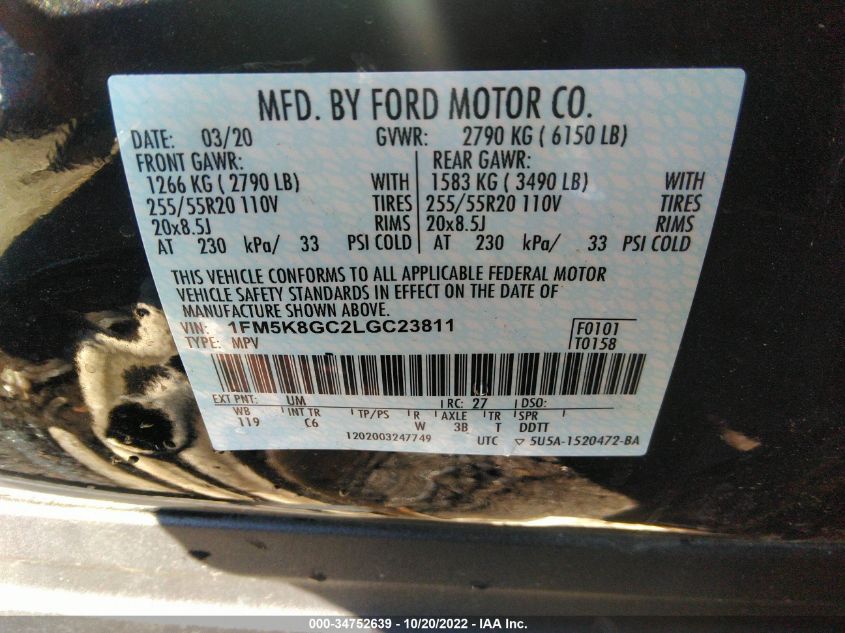 MFD. BY FORD MOTOR CO.
DATE: 03/20 GVWR: 2790 KG ( 6150 LB)
FRONT GAWR: REAR GAWR:
1266 KG ( 2790 LB) WITH 1583 KG ( 3490 LB) WITH
255/55R20 110V TIRES 255/55R20 110V TIRES
20x8.5J RIMS 20x8.5J RIMS
AT 230 kPa/ 33 PSI COLD AT 230 kPa/ 33 PSI COLD
THIS VEHICLE CONFORMS TO ALL APPLICABLE FEDERAL MOTOR
VEHICLE SAFETY STANDARDS IN EFFECT ON THE DATE OF
MANUFACTURE SHOWN ABOVE.
VIN: 1FM5K8GC2LGC23811 F0101
TYPE: MPV T0158
EXT PNT: UM RC: 27 DSO:
WB INT TR TP/PS R AXLE TR SPR
119 C6 W 3B T DDTT
1202003247749 UTC ▽ 5U5A-1520472-BA
000-34752639 - 10/20/2022 - IAA Inc.